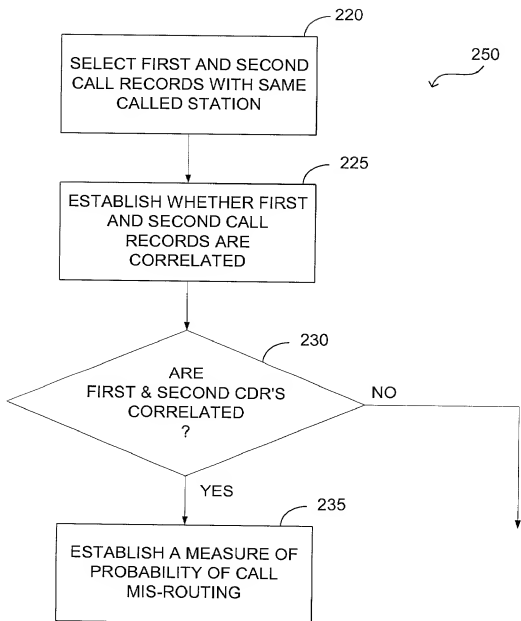 220
250
SELECT FIRST AND SECOND
CALL RECORDS WITH SAME
CALLED STATION
225
ESTABLISH WHETHER FIRST
AND SECOND CALL
RECORDS ARE
CORRELATED
230
ARE
FIRST & SECOND CDR'S
CORRELATED
?
NO
YES
235
ESTABLISH A MEASURE OF
PROBABILITY OF CALL
MIS-ROUTING